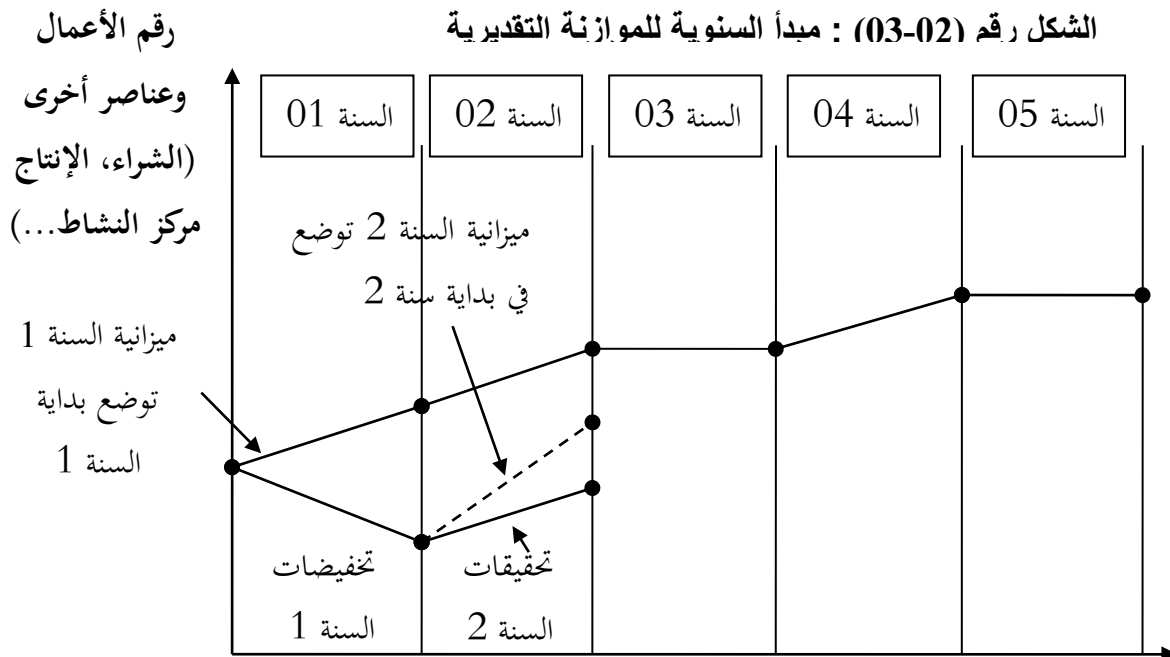 الشكل رقم (02-03) : مبدأ السنوية للموازنة التقديرية
رقم الأعمال
وعناصر أخرى
(الشراء، الإنتاج
مركز النشاط...)
السنة 01
السنة 02
السنة 03
السنة 04
السنة 05
ميزانية السنة 2 توضع
في بداية سنة 2
ميزانية السنة 1
توضع بداية
السنة 1
تخفيضات
السنة 1
تحقيقات
السنة 2